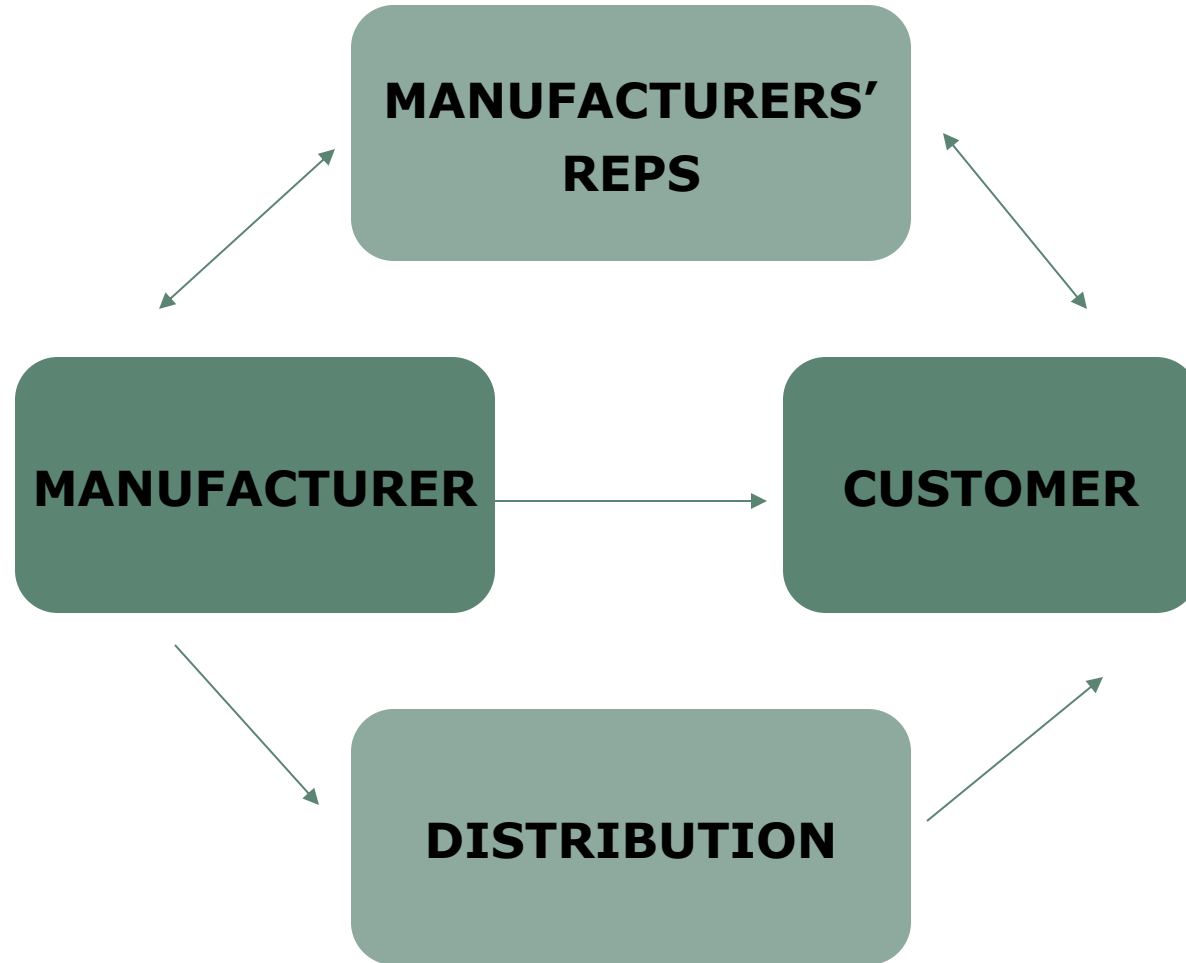 MANUFACTURERS’
REPS
MANUFACTURER
CUSTOMER
DISTRIBUTION